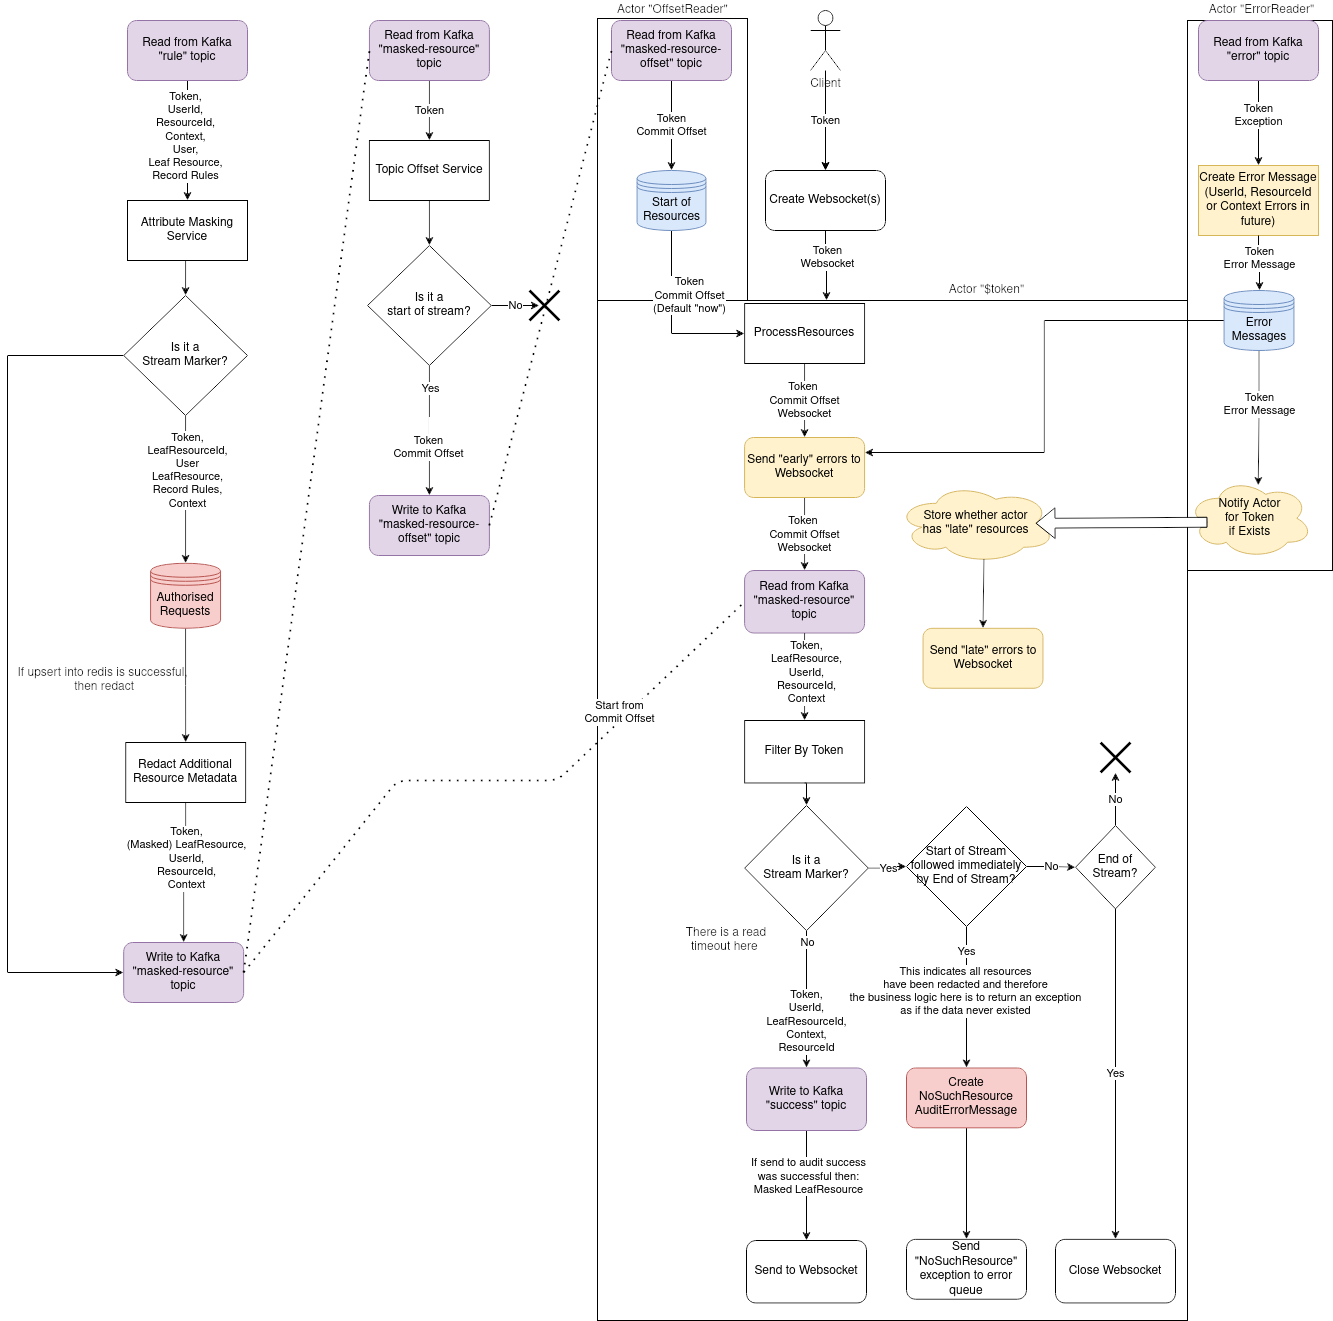 Read from Kafka
"rule" topic
Token,
UserId,
ResourceId,
Context,
User,
Leaf Resource,
Record Rules
Attribute Masking
Service
Is it a
Stream Marker?
Token,
LeafResourceId,
User
LeafResource,
Record Rules,
Context
Authorised
Requests
If upsert into redis is successful,
then redact
Redact Additional
Resource Metadata
Token,
(Masked) LeafResource,
UserId,
ResourceId,
Context
Write to Kafka
"masked-resource"
topic
Read from Kafka
"masked-resource"
topic
Token
Topic Offset Service
Is it a
start of stream?
No
Yes
Token
Commit Offset
Write to Kafka
"masked-resource-
offset" topic
Actor "OffsetReader"
Read from Kafka
"masked-resource-
offset" topic
Token
Commit Offset
Start of
Resources
Token
Commit Offset
(Default "now")
Client
Token
Create Websocket(s)
Token
Websocket
Actor "$token"
ProcessResources
Token
Commit Offset
Websocket
Send "early" errors to
Websocket
Token
Commit Offset
Websocket
Read from Kafka
"masked-resource"
topic
Start from
Commit Offset
Token,
LeafResource,
UserId,
ResourceId,
Context
Filter By Token
Is it a
Stream Marker?
Yes
There is a read
timeout here
No
Token,
UserId,
LeafResourceId,
Context,
ResourceId
Write to Kafka
"success" topic
If send to audit success
was successful then:
Masked LeafResource
Send to Websocket
Start of Stream
followed immediately
by End of Stream?
No
Yes
This indicates all resources
have been redacted and therefore
the business logic here is to return an exception
as if the data never existed
Create
NoSuchResource
AuditErrorMessage
Send
"NoSuchResource"
exception to error
queue
End of
Stream?
No
Yes
Close Websocket
Actor "ErrorReader"
Read from Kafka
"error" topic
Token
Exception
Create Error Message
(UserId, ResourceId
or Context Errors in
future)
Token
Error Message
Error
Messages
Token
Error Message
Notify Actor
for Token
if Exists
Store whether actor
has "late" resources
Send "late" errors to
Websocket